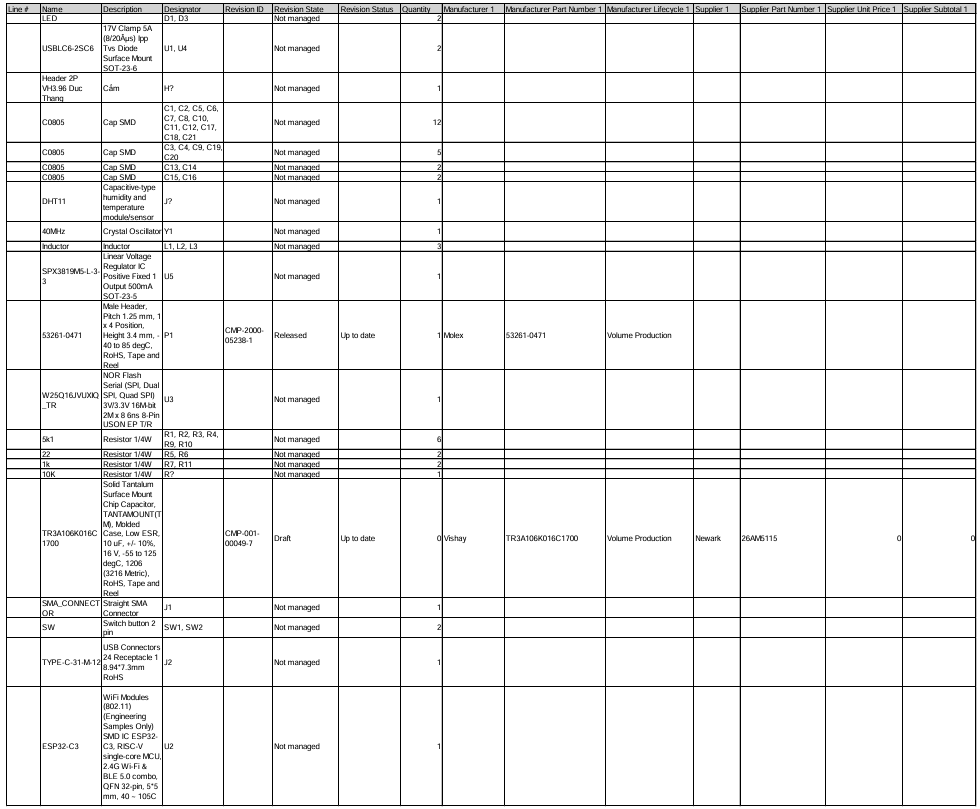 Line # Name Description Designator Revision ID Revision State Revision Status Quantity Manufacturer 1 Manufacturer Part Number 1 Manufacturer Lifecycle 1 Supplier 1 Supplier Part Number 1 Supplier Unit Price 1 Supplier Subtotal 1
LED D1, D3 Not managed 2
USBLC6-2SC6
17V Clamp 5A
(8/20Âµs) Ipp
Tvs Diode
Surface Mount
SOT-23-6
U1, U4 Not managed 2
Header 2P
VH3.96 Duc
Thang
Cắm H? Not managed 1
C0805 Cap SMD
C1, C2, C5, C6,
C7, C8, C10,
C11, C12, C17,
C18, C21
Not managed 12
C0805 Cap SMD
C3, C4, C9, C19,
C20
Not managed 5
C0805 Cap SMD C13, C14 Not managed 2
C0805 Cap SMD C15, C16 Not managed 2
DHT11
Capacitive-type
humidity and
temperature
module/sensor
J? Not managed 1
40MHz Crystal Oscillator Y1 Not managed 1
Inductor Inductor L1, L2, L3 Not managed 3
SPX3819M5-L-3-
3
Linear Voltage
Regulator IC
Positive Fixed 1
Output 500mA
SOT-23-5
U5 Not managed 1
53261-0471
Male Header,
Pitch 1.25 mm, 1
x 4 Position,
Height 3.4 mm, -
40 to 85 degC,
RoHS, Tape and
Reel
P1
CMP-2000-
05238-1
Released Up to date 1 Molex 53261-0471 Volume Production
W25Q16JVUXIQ
_TR
NOR Flash
Serial (SPI, Dual
SPI, Quad SPI)
3V/3.3V 16M-bit
2M x 8 6ns 8-Pin
USON EP T/R
U3 Not managed 1
5k1 Resistor 1/4W
R1, R2, R3, R4,
R9, R10
Not managed 6
22 Resistor 1/4W R5, R6 Not managed 2
1k Resistor 1/4W R7, R11 Not managed 2
10K Resistor 1/4W R? Not managed 1
TR3A106K016C
1700
Solid Tantalum
Surface Mount
Chip Capacitor,
TANTAMOUNT(T
M), Molded
Case, Low ESR,
10 uF, +/- 10%,
16 V, -55 to 125
degC, 1206
(3216 Metric),
RoHS, Tape and
Reel
CMP-001-
00049-7
Draft Up to date 0 Vishay TR3A106K016C1700 Volume Production Newark 26AM5115 0 0
SMA_CONNECT
OR
Straight SMA
Connector
J1 Not managed 1
SW
Switch button 2
pin
SW1, SW2 Not managed 2
TYPE-C-31-M-12
USB Connectors
24 Receptacle 1
8.94*7.3mm
RoHS
J2 Not managed 1
ESP32-C3
WiFi Modules
(802.11)
(Engineering
Samples Only)
SMD IC ESP32-
C3, RISC-V
single-core MCU,
2.4G Wi-Fi &
BLE 5.0 combo,
QFN 32-pin, 5*5
mm, 40 ~ 105C
U2 Not managed 1